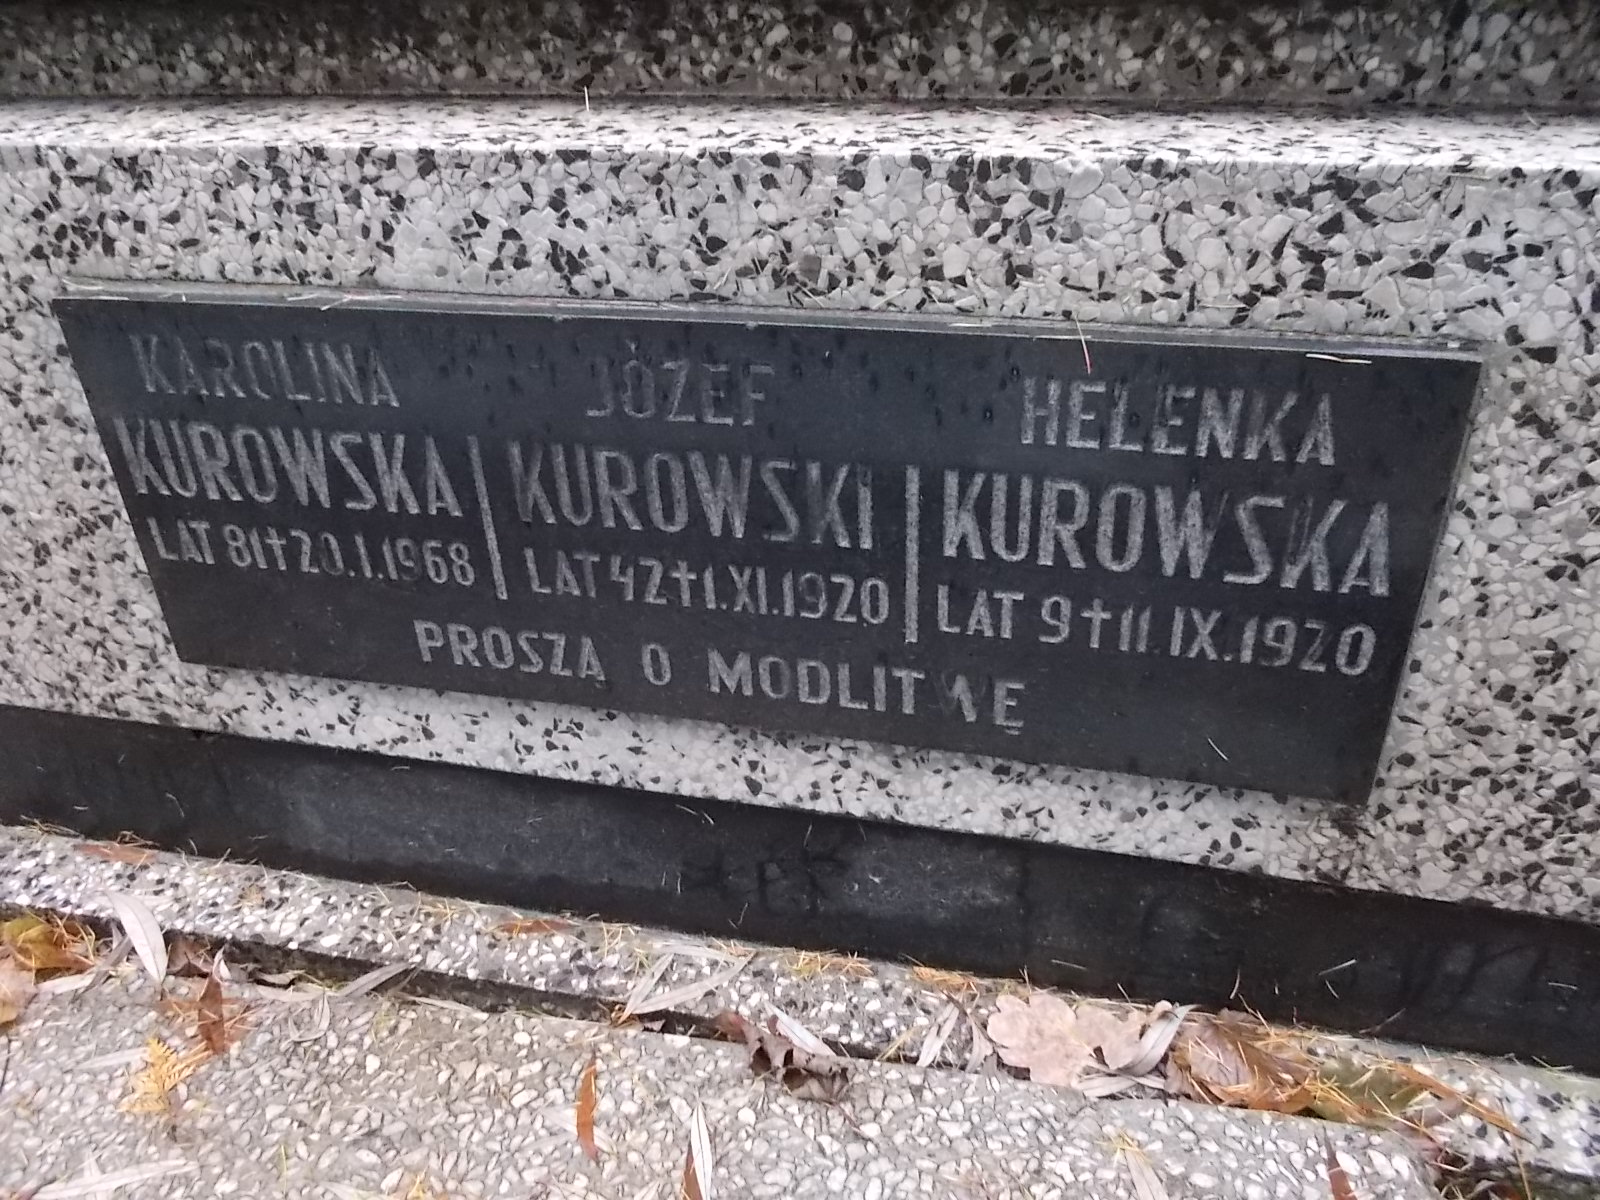 KAROLINA
KUROWSKA
LAT 81 † 20.I.1968
JÓZEF
KUROWSKI
LAT 42 † 1.XI.1920
HELENKA
KUROWSKA
LAT 9 † 11.IX.1920
PROSZĄ O MODLITWĘ